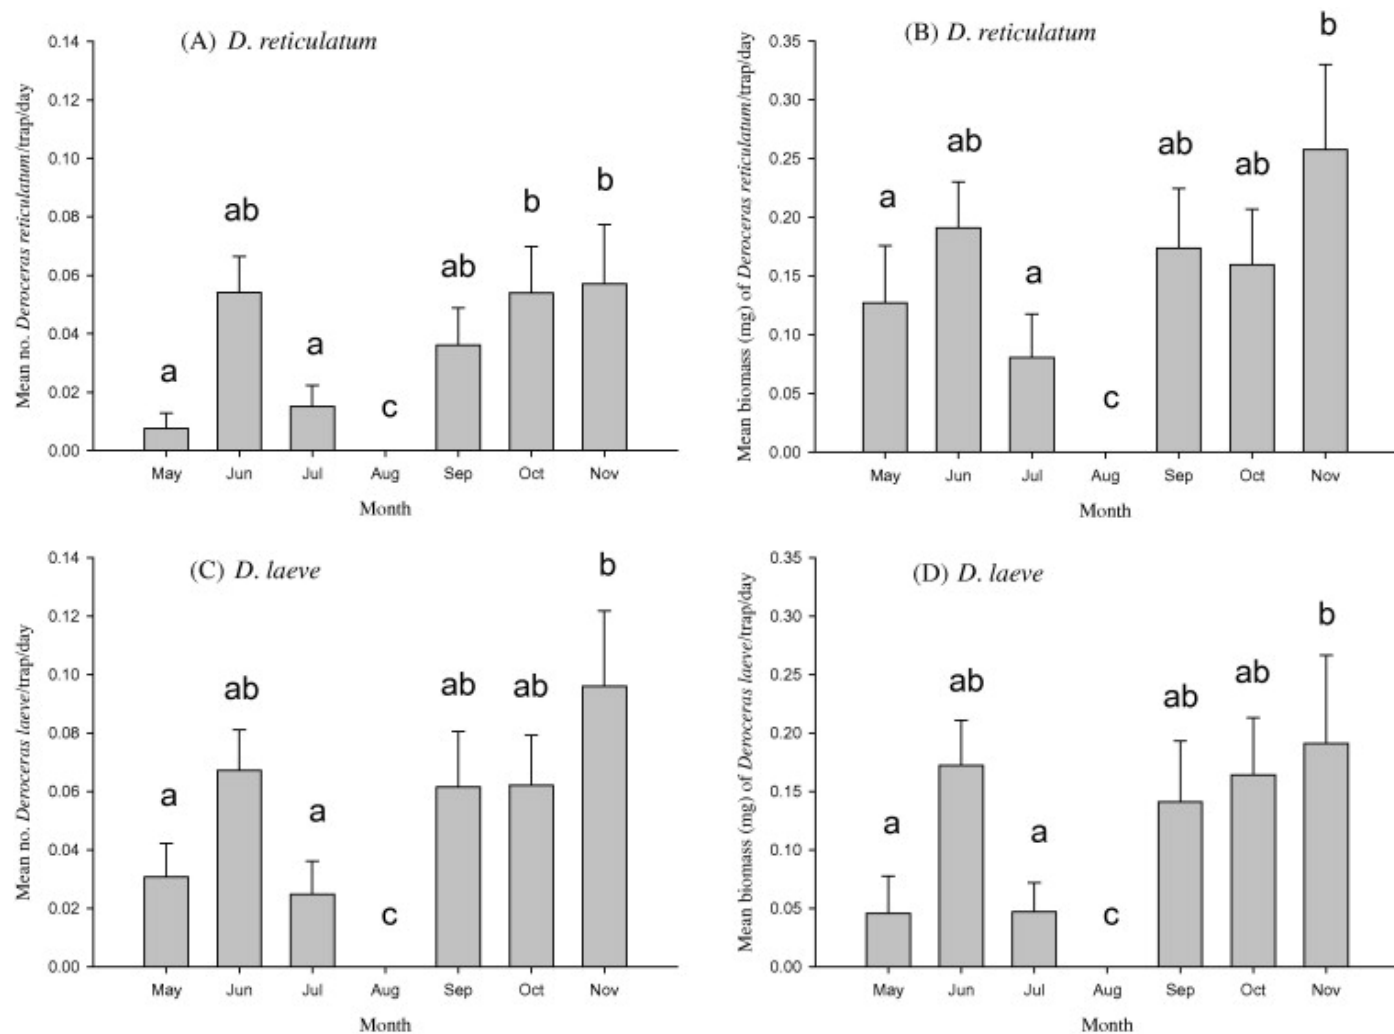 (A) D. reticulatum
Mean no. Deroceras reticulatum/trap/day
0.14
0.12
0.10
0.08
0.06
0.04
0.02
0.00
a
ab
a
c
ab
b
b
May Jun Jul Aug Sep Oct Nov
Month
(B) D. reticulatum
Mean biomass (mg) of Deroceras reticulatum/trap/day
0.35
0.30
0.25
0.20
0.15
0.10
0.05
0.00
a
ab
a
c
ab
ab
b
May Jun Jul Aug Sep Oct Nov
Month
(C) D. laeve
Mean no. Deroceras laeve/trap/day
0.14
0.12
0.10
0.08
0.06
0.04
0.02
0.00
a
ab
a
c
ab
ab
b
May Jun Jul Aug Sep Oct Nov
Month
(D) D. laeve
Mean biomass (mg) of Deroceras laeve/trap/day
0.35
0.30
0.25
0.20
0.15
0.10
0.05
0.00
a
ab
a
c
ab
ab
b
May Jun Jul Aug Sep Oct Nov
Month